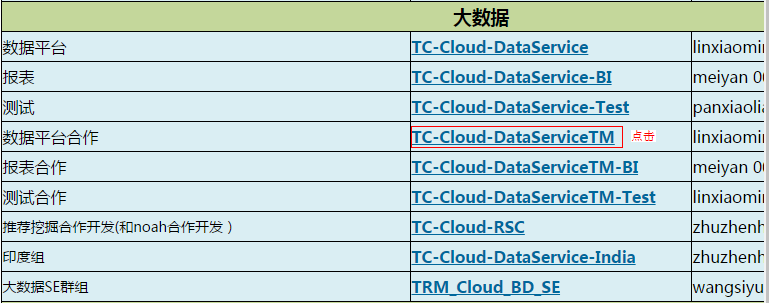 大数据
数据平台 TC-Cloud-DataService linxiaomin
报表 TC-Cloud-DataService-BI meiyan 00
测试 TC-Cloud-DataService-Test panxiaolia
数据平台合作 TC-Cloud-DataServiceTM 点击 linxiaomin
报表合作 TC-Cloud-DataServiceTM-BI meiyan 00
测试合作 TC-Cloud-DataServiceTM-Test linxiaomin
推荐挖掘合作开发(和noah合作开发） TC-Cloud-RSC zhuzhenh
印度组 TC-Cloud-DataService-India zhuzhenh
大数据SE群组 TRM_Cloud_BD_SE wangsiyu